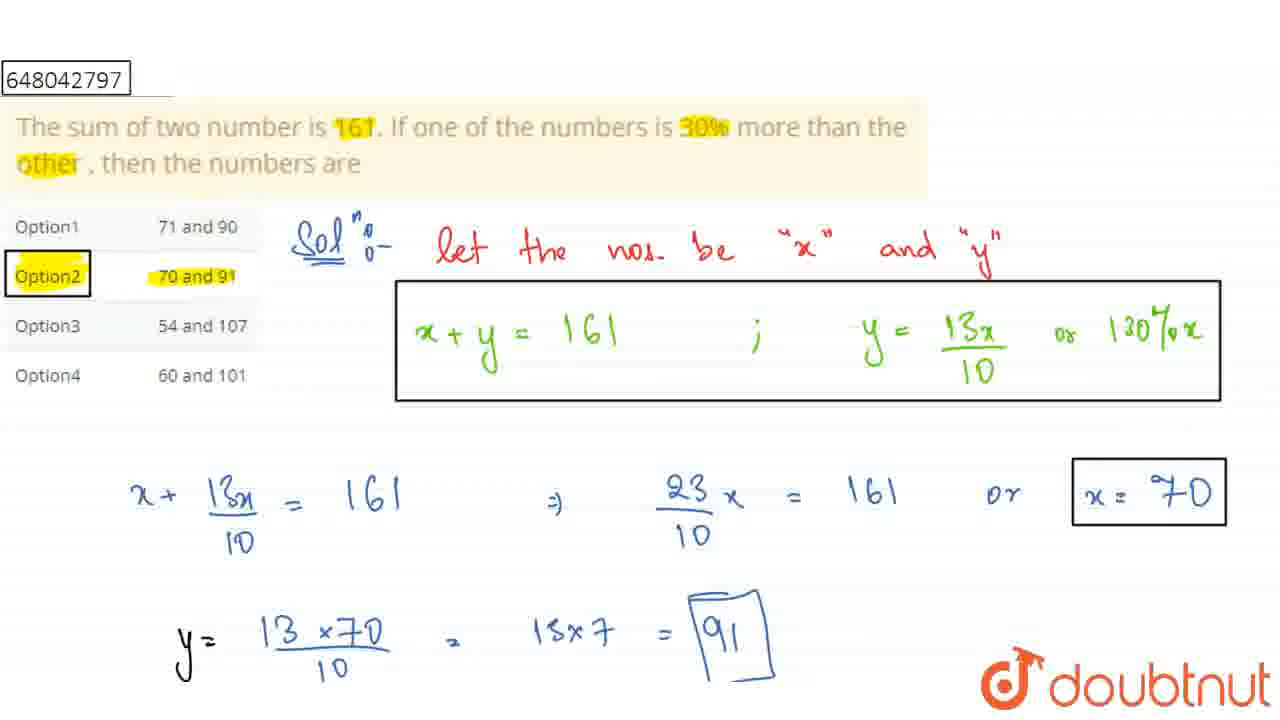 648042797
The sum of two number is 161. If one of the numbers is 30% more than the
other , then the numbers are
Option1 71 and 90
Option2 70 and 91
Option3 54 and 107
Option4 60 and 101
Sol :- let the nos. be "x" and "y"
x + y = 161 ; y = 13x/10 or 130% x
x + 13x/10 = 161 ⇒ 23/10 x = 161 or x = 70
y = 13 × 70/10 = 13 × 7 = 91
doubtnut